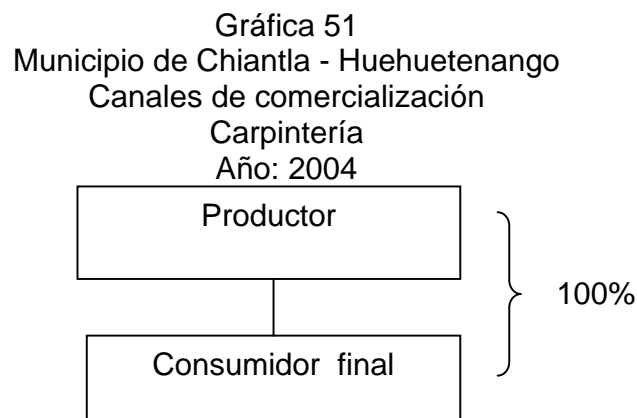 Gráfica 51
Municipio de Chiantla - Huehuetenango
Canales de comercialización
Carpintería
Año: 2004
Productor
100%
Consumidor final